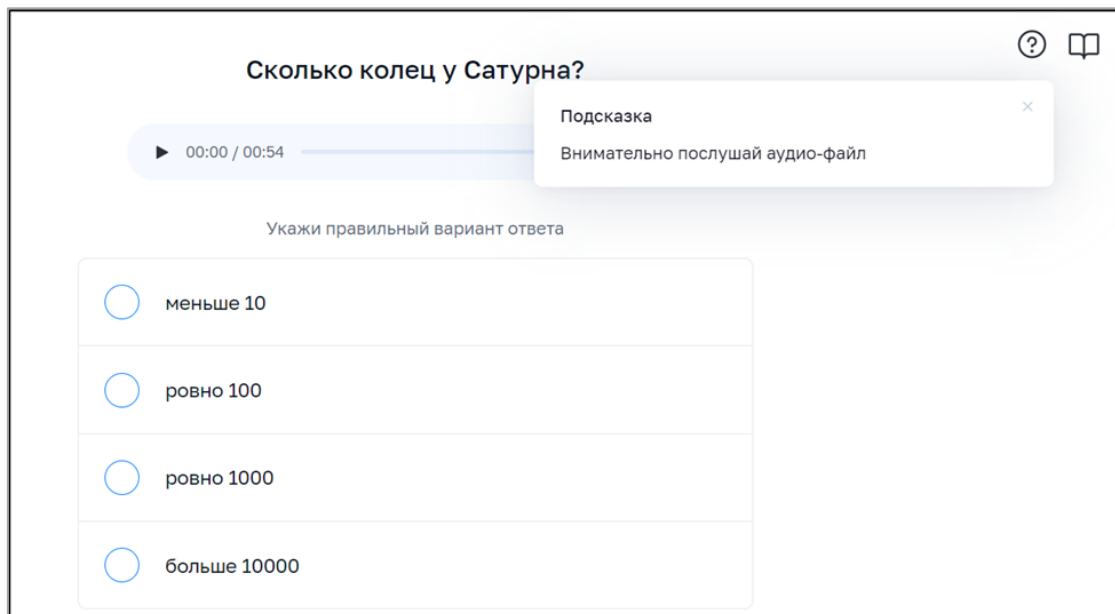 Сколько колец у Сатурна?
Подсказка
Внимательно послушай аудио-файл
00:00 / 00:54
Укажи правильный вариант ответа
меньше 10
ровно 100
ровно 1000
больше 10000